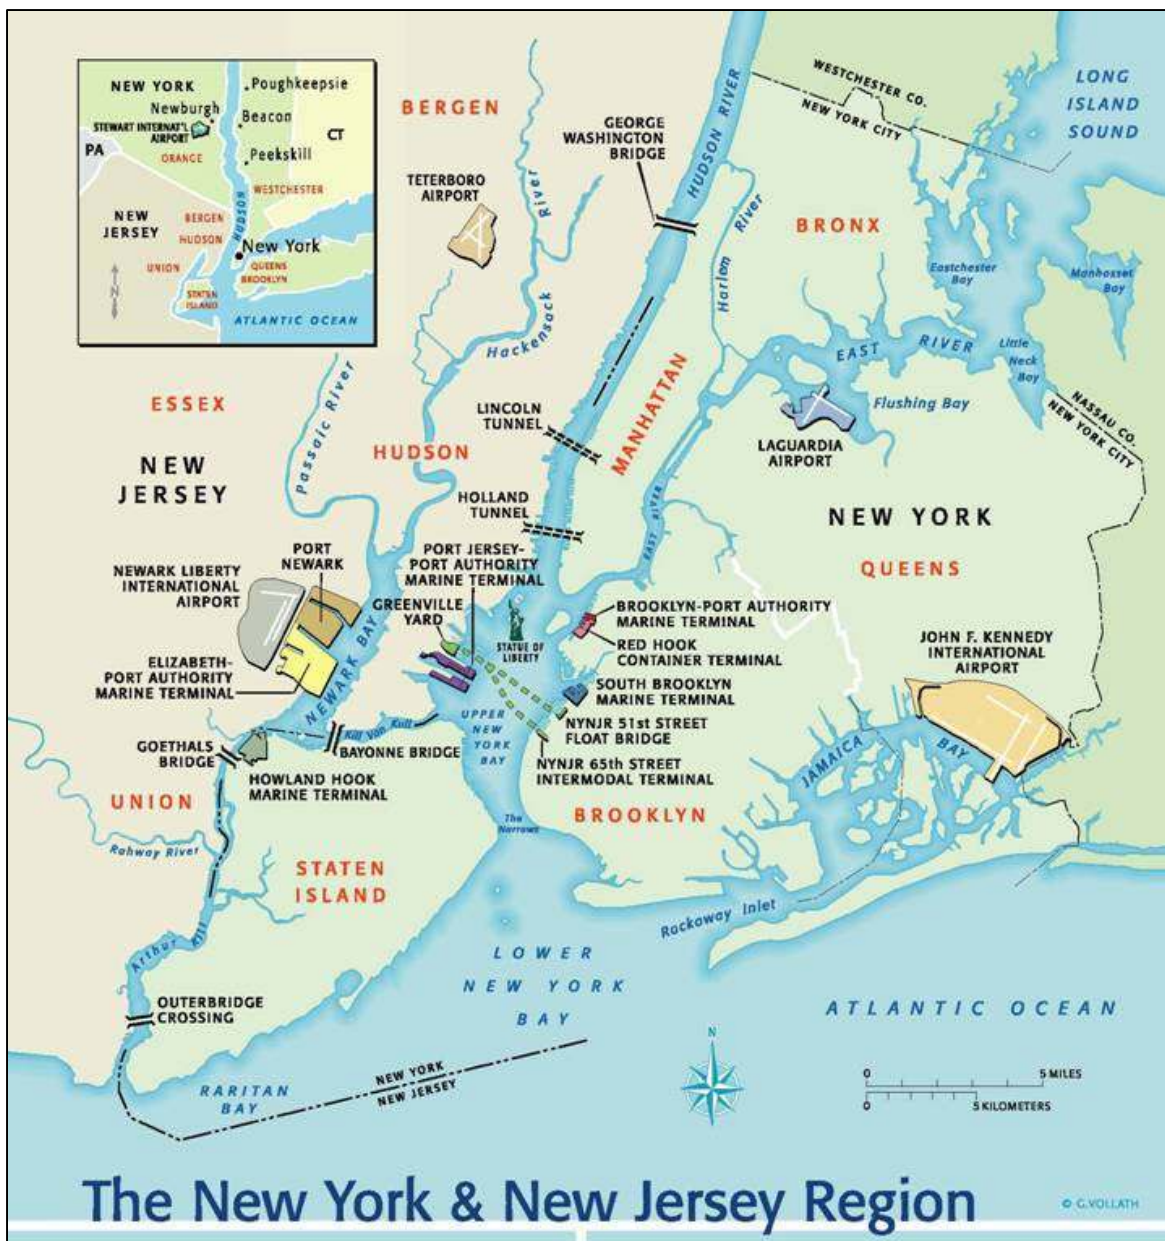 NEW YORK
Poughkeepsie
Newburgh
Beacon
STEWART INTERNAT'L
AIRPORT
CT
PA
ORANGE
Peekskill
WESTCHESTER
NEW
JERSEY
BERGEN
HUDSON
HUDSON
New York
UNION
QUEENS
BROOKLYN
STATEN
ISLAND
N
ATLANTIC OCEAN
BERGEN
TETERBORO
AIRPORT
River
Hackensack
GEORGE
WASHINGTON
BRIDGE
HUDSON RIVER
WESTCHESTER CO.
NEW YORK CITY
LONG
ISLAND
SOUND
Harlem River
BRONX
Eastchester
Bay
Manhasset
Bay
EAST RIVER
Little
Neck
Bay
ESSEX
Passaic River
NEW
JERSEY
HUDSON
LINCOLN
TUNNEL
MANHATTAN
Flushing Bay
LAGUARDIA
AIRPORT
NASSAU CO.
NEW YORK CITY
HOLLAND
TUNNEL
EAST RIVER
NEW YORK
QUEENS
PORT
NEWARK
NEWARK LIBERTY
INTERNATIONAL
AIRPORT
PORT JERSEY-
PORT AUTHORITY
MARINE TERMINAL
GREENVILLE
YARD
STATUE OF
LIBERTY
BROOKLYN-PORT AUTHORITY
MARINE TERMINAL
RED HOOK
CONTAINER TERMINAL
JOHN F. KENNEDY
INTERNATIONAL
AIRPORT
ELIZABETH-
PORT AUTHORITY
MARINE TERMINAL
NEWARK BAY
SOUTH BROOKLYN
MARINE TERMINAL
NYNJR 51st STREET
FLOAT BRIDGE
NYNJR 65th STREET
INTERMODAL TERMINAL
UPPER
NEW
YORK
BAY
Kill Van Kull
BAYONNE BRIDGE
GOETHALS
BRIDGE
HOWLAND HOOK
MARINE TERMINAL
JAMAICA BAY
UNION
BROOKLYN
The
Narrows
Rahway River
STATEN
ISLAND
Rockaway Inlet
Arthur Kill
LOWER
NEW YORK
BAY
OUTERBRIDGE
CROSSING
ATLANTIC OCEAN
N
NEW YORK
NEW JERSEY
RARITAN
BAY
0 5 MILES
0 5 KILOMETERS
The New York & New Jersey Region
© G.VOLLATH